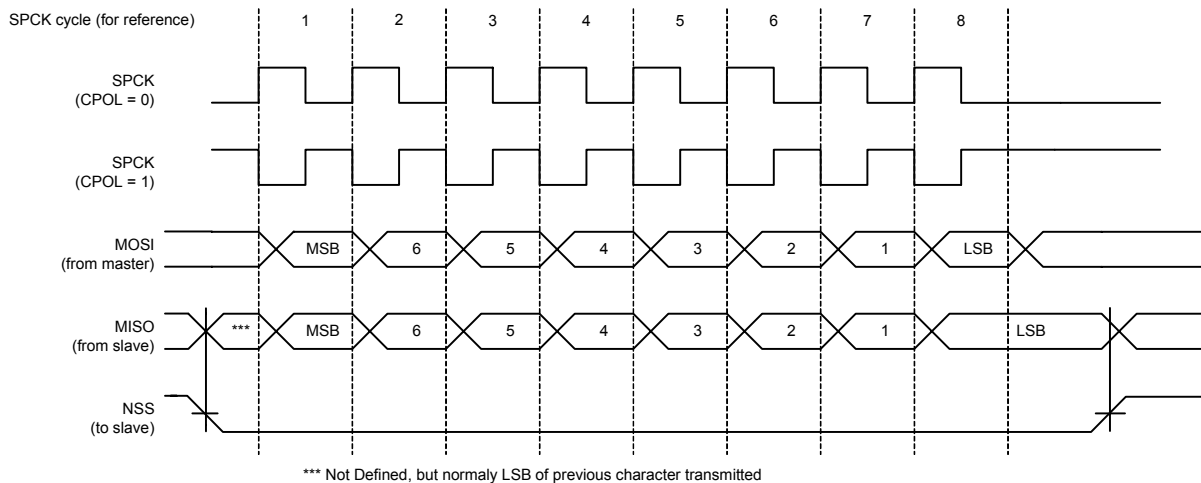 SPCK cycle (for reference) 1 2 3 4 5 6 7 8
SPCK
(CPOL = 0)
SPCK
(CPOL = 1)
MOSI
(from master)
MSB 6 5 4 3 2 1 LSB
MISO
(from slave)
*** MSB 6 5 4 3 2 1 LSB
NSS
(to slave)
*** Not Defined, but normaly LSB of previous character transmitted